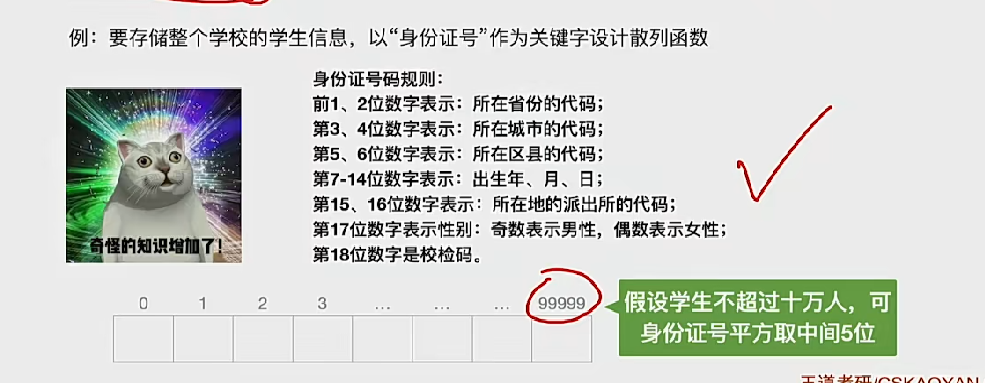 例：要存储整个学校的学生信息，以“身份证号”作为关键字设计散列函数
身份证号码规则：
前1、2位数字表示：所在省份的代码；
第3、4位数字表示：所在城市的代码；
第5、6位数字表示：所在区县的代码；
第7-14位数字表示：出生年、月、日；
第15、16位数字表示：所在地的派出所的代码；
第17位数字表示性别：奇数表示男性，偶数表示女性；
第18位数字是校检码。
奇怪的知识增加了！
0 1 2 3 ... ... ... 99999
假设学生不超过十万人，可
身份证号平方取中间5位
王道考研/CSKAOYAN